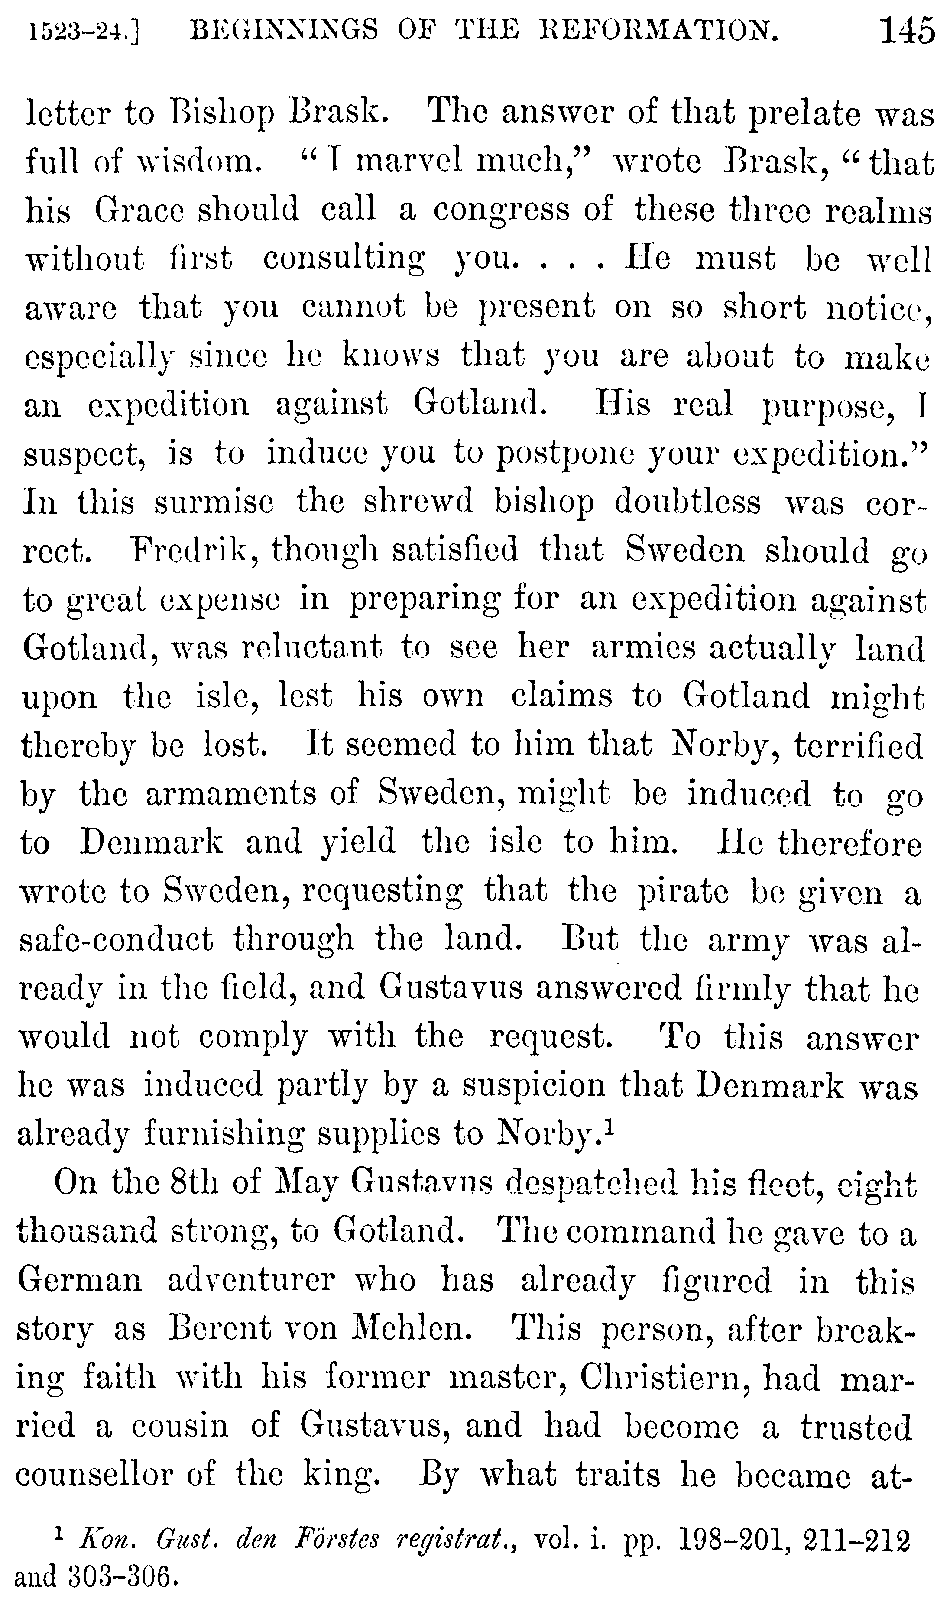 1523-24.] BEGINNINGS OF THE REFORMATION. 145
letter to Bishop Brask. The answer of that prelate was
full of wisdom. “I marvel much,” wrote Brask, “that
his Grace should call a congress of these three realms
without first consulting you. . . . He must be well
aware that you cannot be present on so short notice,
especially since he knows that you are about to make
an expedition against Gotland. His real purpose, I
suspect, is to induce you to postpone your expedition.”
In this surmise the shrewd bishop doubtless was cor-
rect. Fredrik, though satisfied that Sweden should go
to great expense in preparing for an expedition against
Gotland, was reluctant to see her armies actually land
upon the isle, lest his own claims to Gotland might
thereby be lost. It seemed to him that Norby, terrified
by the armaments of Sweden, might be induced to go
to Denmark and yield the isle to him. He therefore
wrote to Sweden, requesting that the pirate be given a
safe-conduct through the land. But the army was al-
ready in the field, and Gustavus answered firmly that he
would not comply with the request. To this answer
he was induced partly by a suspicion that Denmark was
already furnishing supplies to Norby.¹
On the 8th of May Gustavus despatched his fleet, eight
thousand strong, to Gotland. The command he gave to a
German adventurer who has already figured in this
story as Berent von Mehlen. This person, after break-
ing faith with his former master, Christiern, had mar-
ried a cousin of Gustavus, and had become a trusted
counsellor of the king. By what traits he became at-
¹ Kon. Gust. den Förstes registrat., vol. i. pp. 198-201, 211-212
and 303-306.